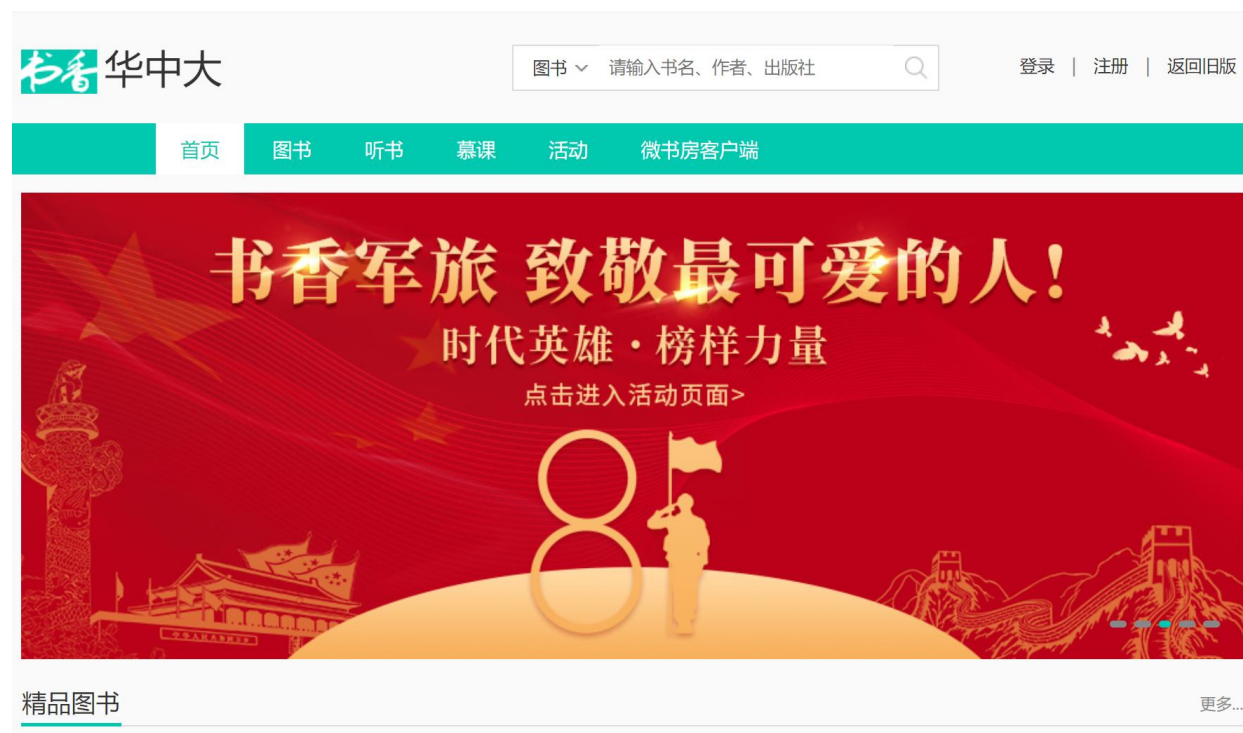 书香 华中大
图书 请输入书名、作者、出版社
登录 | 注册 | 返回旧版
首页 图书 听书 慕课 活动 微书房客户端
书香军旅 致敬最可爱的人!
时代英雄·榜样力量
点击进入活动页面>
81
精品图书
更多...